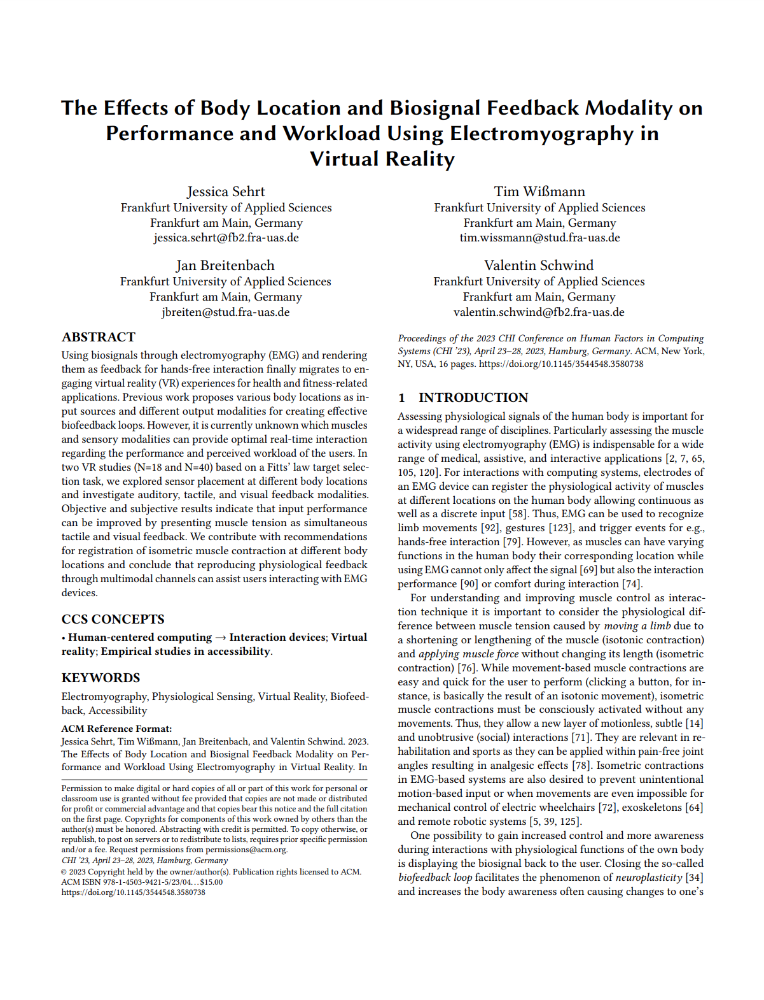 The Effects of Body Location and Biosignal Feedback Modality on
Performance and Workload Using Electromyography in
Virtual Reality
Jessica Sehrt
Frankfurt University of Applied Sciences
Frankfurt am Main, Germany
jessica.sehrt@fb2.fra-uas.de
Tim Wißmann
Frankfurt University of Applied Sciences
Frankfurt am Main, Germany
tim.wissmann@stud.fra-uas.de
Jan Breitenbach
Frankfurt University of Applied Sciences
Frankfurt am Main, Germany
jbreiten@stud.fra-uas.de
Valentin Schwind
Frankfurt University of Applied Sciences
Frankfurt am Main, Germany
valentin.schwind@fb2.fra-uas.de
ABSTRACT
Using biosignals through electromyography (EMG) and rendering
them as feedback for hands-free interaction finally migrates to en-
gaging virtual reality (VR) experiences for health and fitness-related
applications. Previous work proposes various body locations as in-
put sources and different output modalities for creating effective
biofeedback loops. However, it is currently unknown which muscles
and sensory modalities can provide optimal real-time interaction
regarding the performance and perceived workload of the users. In
two VR studies (N=18 and N=40) based on a Fitts' law target selec-
tion task, we explored sensor placement at different body locations
and investigate auditory, tactile, and visual feedback modalities.
Objective and subjective results indicate that input performance
can be improved by presenting muscle tension as simultaneous
tactile and visual feedback. We contribute with recommendations
for registration of isometric muscle contraction at different body
locations and conclude that reproducing physiological feedback
through multimodal channels can assist users interacting with EMG
devices.
CCS CONCEPTS
• Human-centered computing → Interaction devices; Virtual
reality; Empirical studies in accessibility.
KEYWORDS
Electromyography, Physiological Sensing, Virtual Reality, Biofeed-
back, Accessibility
ACM Reference Format:
Jessica Sehrt, Tim Wißmann, Jan Breitenbach, and Valentin Schwind. 2023.
The Effects of Body Location and Biosignal Feedback Modality on Per-
formance and Workload Using Electromyography in Virtual Reality. In
Permission to make digital or hard copies of all or part of this work for personal or
classroom use is granted without fee provided that copies are not made or distributed
for profit or commercial advantage and that copies bear this notice and the full citation
on the first page. Copyrights for components of this work owned by others than the
author(s) must be honored. Abstracting with credit is permitted. To copy otherwise, or
republish, to post on servers or to redistribute to lists, requires prior specific permission
and/or a fee. Request permissions from permissions@acm.org.
CHI '23, April 23–28, 2023, Hamburg, Germany
© 2023 Copyright held by the owner/author(s). Publication rights licensed to ACM.
ACM ISBN 978-1-4503-9421-5/23/04...$15.00
https://doi.org/10.1145/3544548.3580738
Proceedings of the 2023 CHI Conference on Human Factors in Computing
Systems (CHI '23), April 23–28, 2023, Hamburg, Germany. ACM, New York,
NY, USA, 16 pages. https://doi.org/10.1145/3544548.3580738
1 INTRODUCTION
Assessing physiological signals of the human body is important for
a widespread range of disciplines. Particularly assessing the muscle
activity using electromyography (EMG) is indispensable for a wide
range of medical, assistive, and interactive applications [2, 7, 65,
105, 120]. For interactions with computing systems, electrodes of
an EMG device can register the physiological activity of muscles
at different locations on the human body allowing continuous as
well as a discrete input [58]. Thus, EMG can be used to recognize
limb movements [92], gestures [123], and trigger events for e.g.,
hands-free interaction [79]. However, as muscles can have varying
functions in the human body their corresponding location while
using EMG cannot only affect the signal [69] but also the interaction
performance [90] or comfort during interaction [74].
For understanding and improving muscle control as interac-
tion technique it is important to consider the physiological dif-
ference between muscle tension caused by moving a limb due to
a shortening or lengthening of the muscle (isotonic contraction)
and applying muscle force without changing its length (isometric
contraction) [76]. While movement-based muscle contractions are
easy and quick for the user to perform (clicking a button, for in-
stance, is basically the result of an isotonic movement), isometric
muscle contractions must be consciously activated without any
movements. Thus, they allow a new layer of motionless, subtle [14]
and unobtrusive (social) interactions [71]. They are relevant in re-
habilitation and sports as they can be applied within pain-free joint
angles resulting in analgesic effects [78]. Isometric contractions
in EMG-based systems are also desired to prevent unintentional
motion-based input or when movements are even impossible for
mechanical control of electric wheelchairs [72], exoskeletons [64]
and remote robotic systems [5, 39, 125].
One possibility to gain increased control and more awareness
during interactions with physiological functions of the own body
is displaying the biosignal back to the user. Closing the so-called
biofeedback loop facilitates the phenomenon of neuroplasticity [34]
and increases the body awareness often causing changes to one's